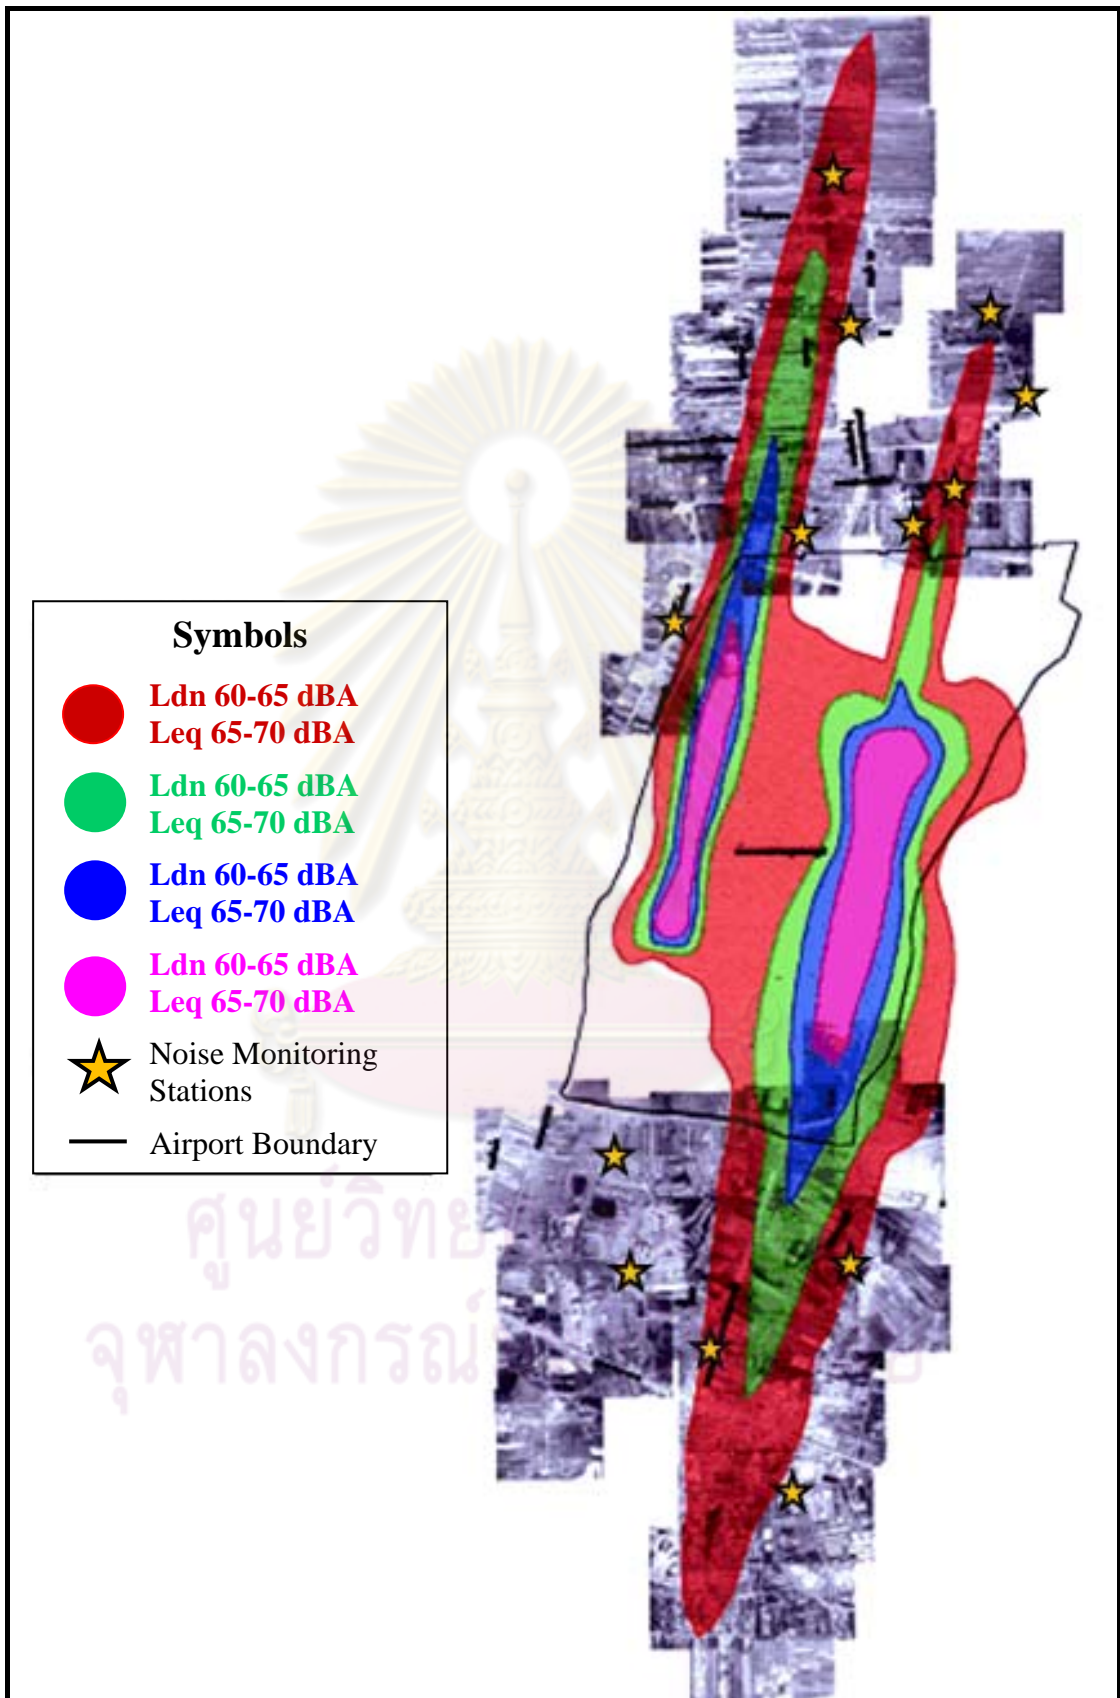 Symbols
Ldn 60-65 dBA
Leq 65-70 dBA
Ldn 60-65 dBA
Leq 65-70 dBA
Ldn 60-65 dBA
Leq 65-70 dBA
Ldn 60-65 dBA
Leq 65-70 dBA
Noise Monitoring
Stations
Airport Boundary
ศูนย์วิทย
จุฬาลงกรณ์